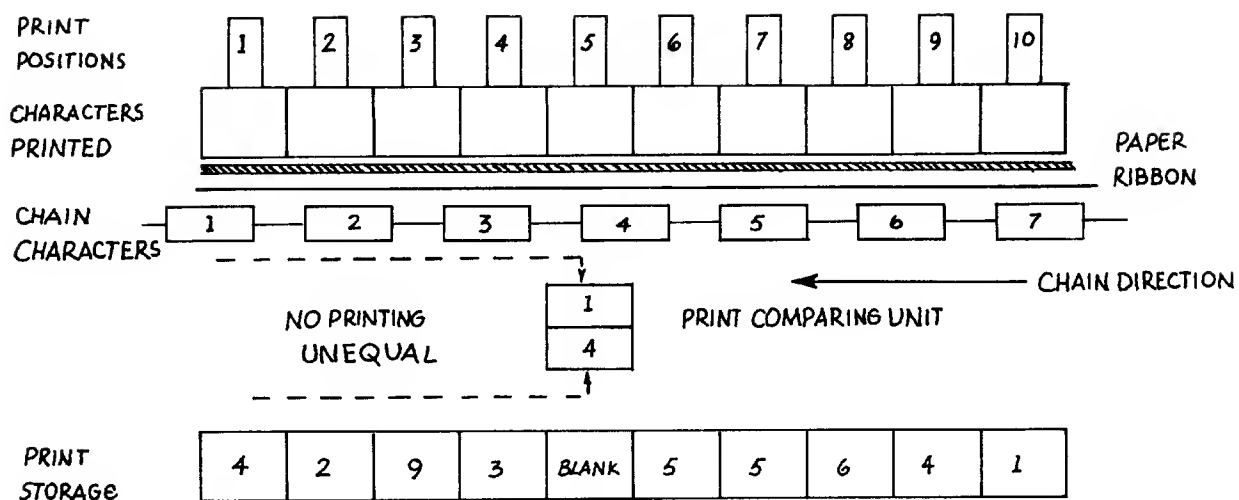 PRINT
POSITIONS
1 2 3 4 5 6 7 8 9 10
CHARACTERS
PRINTED
PAPER
RIBBON
CHAIN
CHARACTERS
1 2 3 4 5 6 7
CHAIN DIRECTION
1
4
NO PRINTING
UNEQUAL
PRINT COMPARING UNIT
PRINT
STORAGE
4 2 9 3 BLANK 5 5 6 4 1